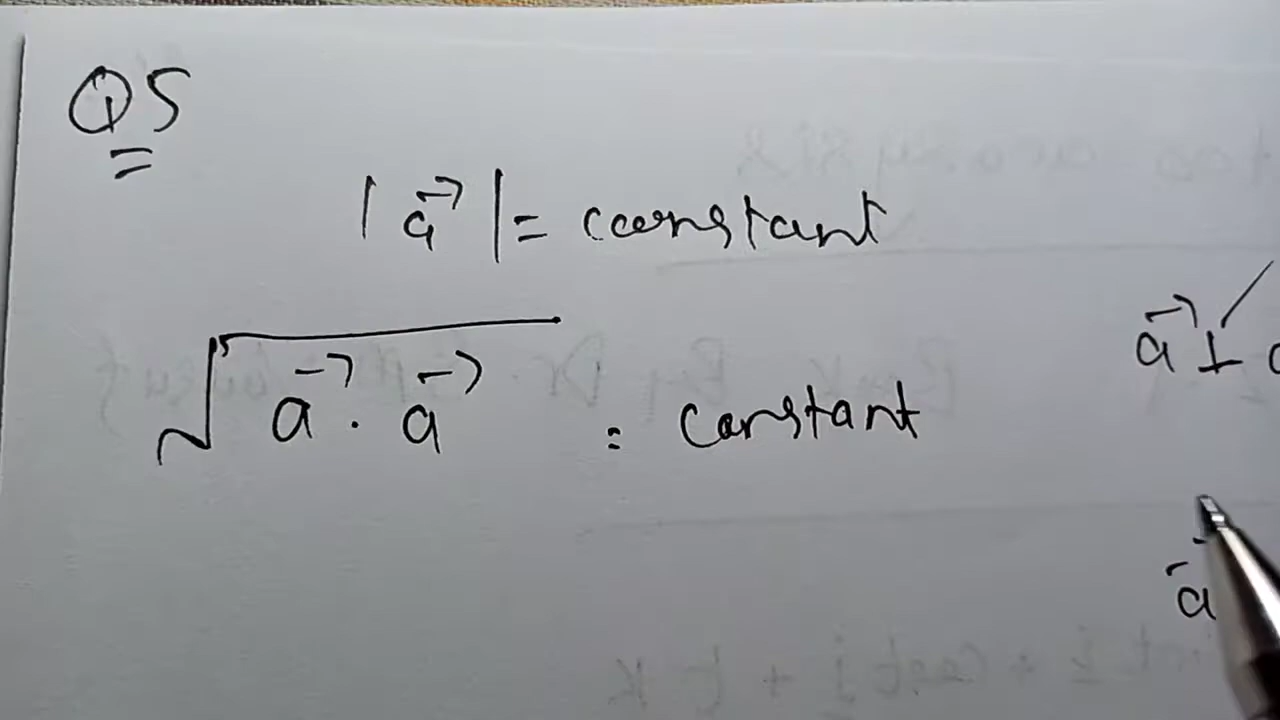 Q5
|a⃗| = constant
√(a⃗ · a⃗) = constant
a⃗ ⊥
a